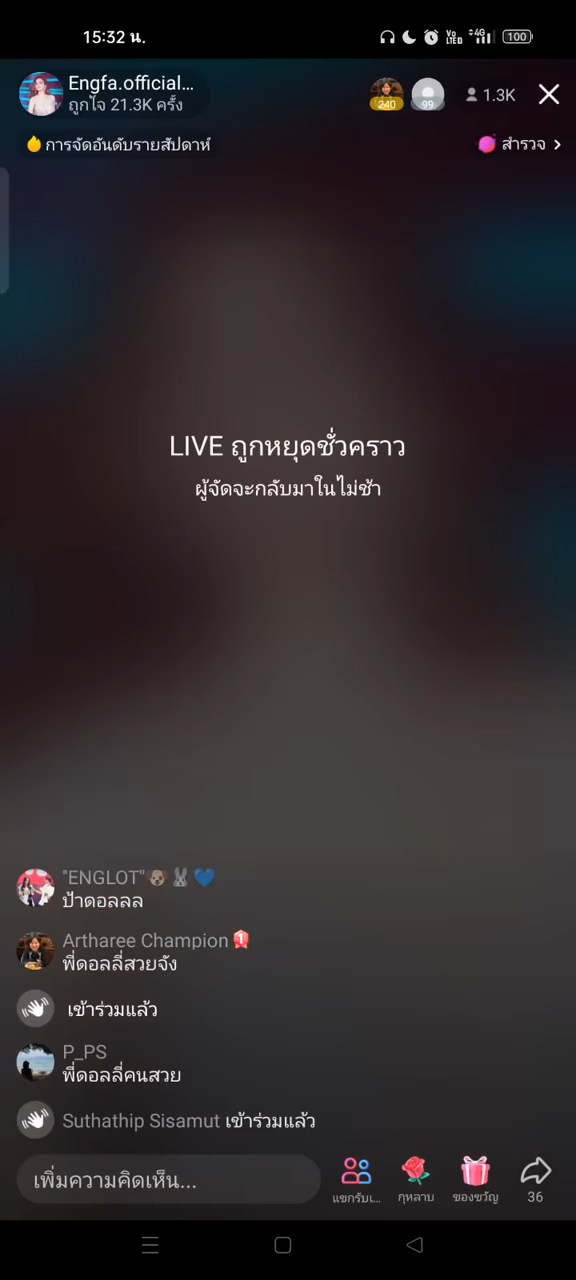 15:32 น.
Vo LTED
4G
100
Engfa.official...
ถูกใจ 21.3K ครั้ง
240
99
1.3K
การจัดอันดับรายสัปดาห์
สำรวจ >
LIVE ถูกหยุดชั่วคราว
ผู้จัดจะกลับมาในไม่ช้า
"ENGLOT"🐶🐰💙
ป้าดอลลล
Artharee Champion 1
พี่ดอลลี่สวยจัง
เข้าร่วมแล้ว
P_PS
พี่ดอลลี่คนสวย
Suthathip Sisamut เข้าร่วมแล้ว
เพิ่มความคิดเห็น...
แขกรับเ...
กุหลาบ
ของขวัญ
36